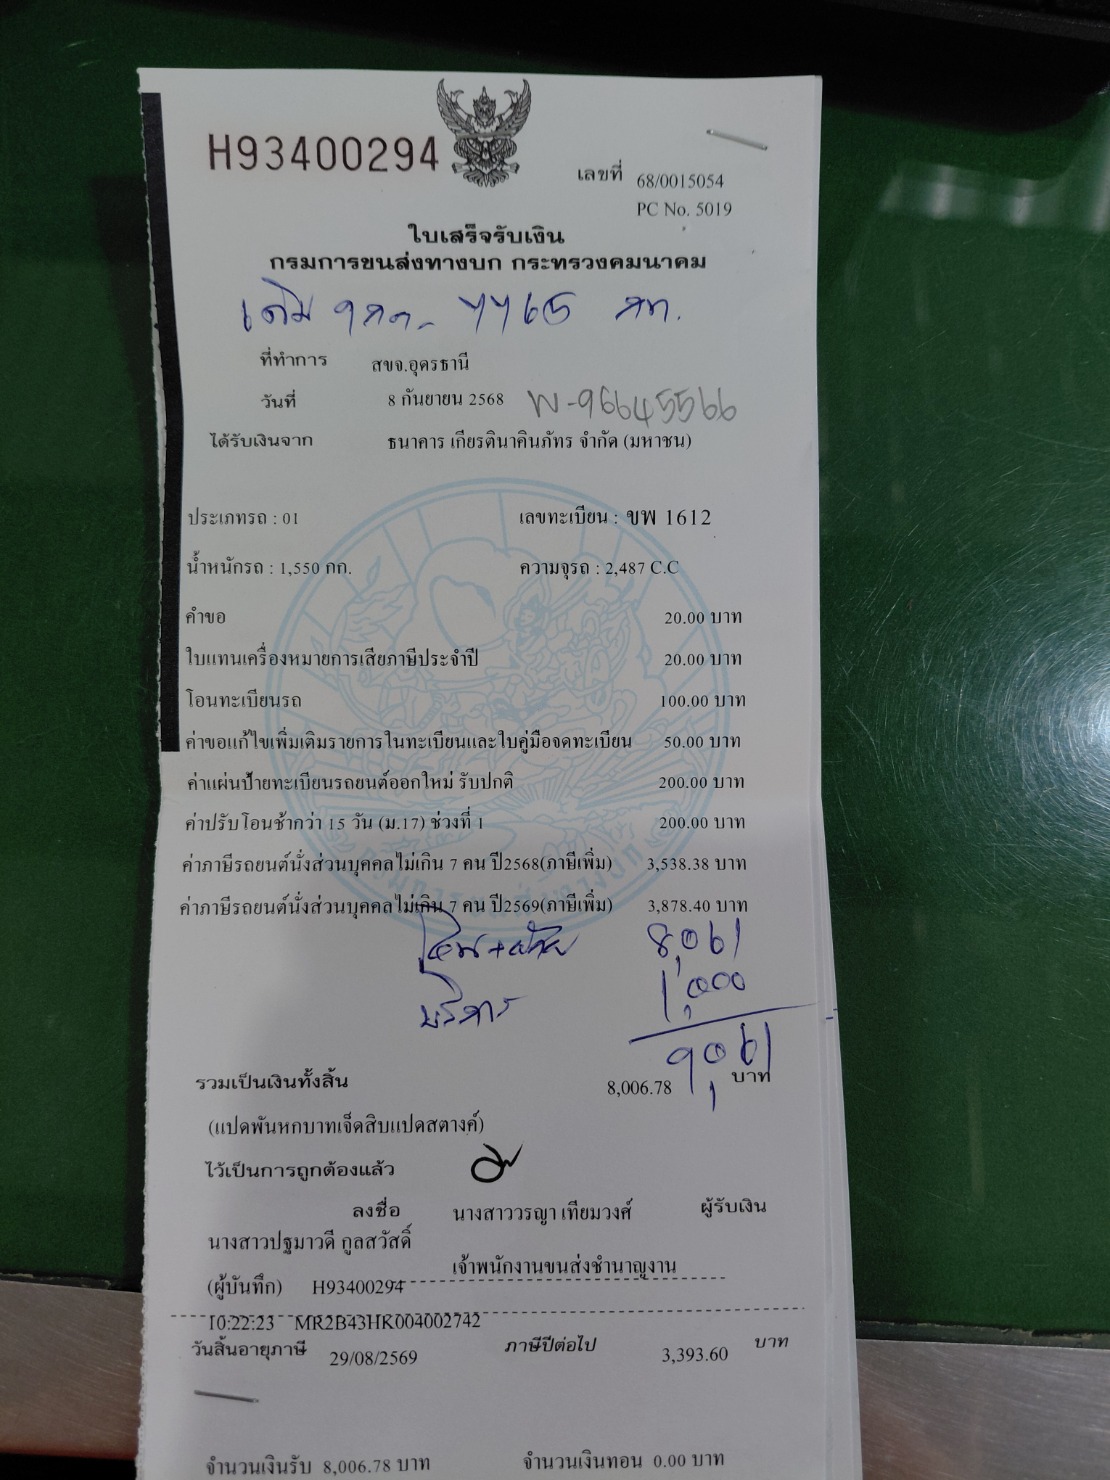 H93400294
เลขที่ 68/0015054
PC No. 5019
ใบเสร็จรับเงิน
กรมการขนส่งทางบก กระทรวงคมนาคม
เดิม 7765 กท.
ที่ทำการ สขจ.อุดรธานี
วันที่ 8 กันยายน 2568 W-96645566
ได้รับเงินจาก ธนาคาร เกียรตินาคินภัทร จำกัด (มหาชน)
ประเภทรถ : 01 เลขทะเบียน : ขพ 1612
น้ำหนักรถ : 1,550 กก. ความจุรถ : 2,487 C.C
คำขอ 20.00 บาท
ใบแทนเครื่องหมายการเสียภาษีประจำปี 20.00 บาท
โอนทะเบียนรถ 100.00 บาท
ค่าขอแก้ไขเพิ่มเติมรายการในทะเบียนและใบคู่มือจดทะเบียน 50.00 บาท
ค่าแผ่นป้ายทะเบียนรถยนต์ออกใหม่ รับปกติ 200.00 บาท
ค่าปรับโอนช้ากว่า 15 วัน (ม.17) ช่วงที่ 1 200.00 บาท
ค่าภาษีรถยนต์นั่งส่วนบุคคลไม่เกิน 7 คน ปี2568(ภาษีเพิ่ม) 3,538.38 บาท
ค่าภาษีรถยนต์นั่งส่วนบุคคลไม่เกิน 7 คน ปี2569(ภาษีเพิ่ม) 3,878.40 บาท
8,061
บริการ 1,000
9,061
รวมเป็นเงินทั้งสิ้น 8,006.78 บาท
(แปดพันหกบาทเจ็ดสิบแปดสตางค์)
ไว้เป็นการถูกต้องแล้ว
ลงชื่อ นางสาววรญา เทียมวงศ์ ผู้รับเงิน
นางสาวปฐมาวดี กูลสวัสดิ์
เจ้าพนักงานขนส่งชำนาญงาน
(ผู้บันทึก) H93400294
10:22:23 MR2B43HK004002742
วันสิ้นอายุภาษี 29/08/2569 ภาษีปีต่อไป 3,393.60 บาท
จำนวนเงินรับ 8,006.78 บาท จำนวนเงินทอน 0.00 บาท